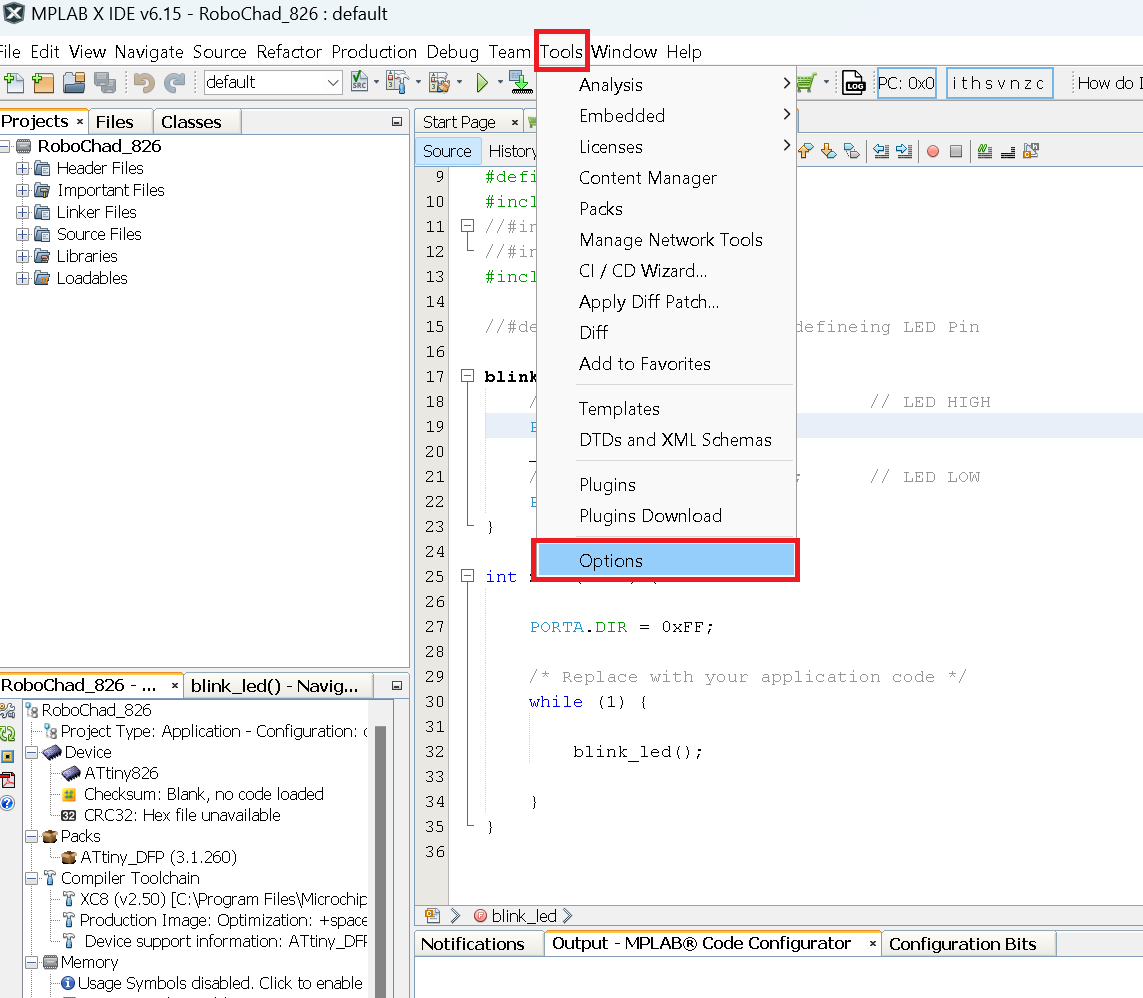 MPLAB X IDE v6.15 - RoboChad_826 : default
File Edit View Navigate Source Refactor Production Debug Team Tools Window Help
default
PC: 0x0
i t h s v n z c
How do I
Projects
Files
Classes
RoboChad_826
Header Files
Important Files
Linker Files
Source Files
Libraries
Loadables
Start Page
Source
History
Analysis
Embedded
Licenses
Content Manager
Packs
Manage Network Tools
CI / CD Wizard...
Apply Diff Patch...
Diff
Add to Favorites
Templates
DTDs and XML Schemas
Plugins
Plugins Download
Options
9 #defi
10 #incl
11 //#in
12 //#in
13 #incl
14
15 //#de defineing LED Pin
16
17 blink
18 / // LED HIGH
19
20 _
21 / ; // LED LOW
22
23 }
24
25 int
26
27 PORTA.DIR = 0xFF;
28
29 /* Replace with your application code */
30 while (1) {
31
32 blink_led();
33
34 }
35 }
36
blink_led
RoboChad_826 - ...
blink_led() - Navig...
RoboChad_826
Project Type: Application - Configuration: c
Device
ATtiny826
Checksum: Blank, no code loaded
CRC32: Hex file unavailable
Packs
ATtiny_DFP (3.1.260)
Compiler Toolchain
XC8 (v2.50) [C:\Program Files\Microchip
Production Image: Optimization: +space
Device support information: ATtiny_DFP
Memory
Usage Symbols disabled. Click to enable
Notifications
Output - MPLAB® Code Configurator
Configuration Bits